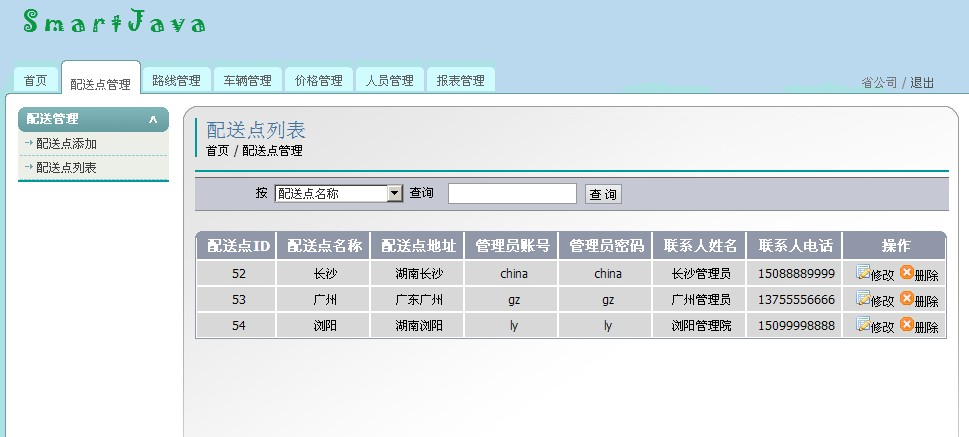 SmartJava
首页 配送点管理 路线管理 车辆管理 价格管理 人员管理 报表管理
省公司 / 退出
配送管理
配送点添加
配送点列表
配送点列表
首页 / 配送点管理
按 配送点名称 查询 查询
配送点ID 配送点名称 配送点地址 管理员账号 管理员密码 联系人姓名 联系人电话 操作
52 长沙 湖南长沙 china china 长沙管理员 15088889999 修改 删除
53 广州 广东广州 gz gz 广州管理员 13755556666 修改 删除
54 浏阳 湖南浏阳 ly ly 浏阳管理院 15099998888 修改 删除